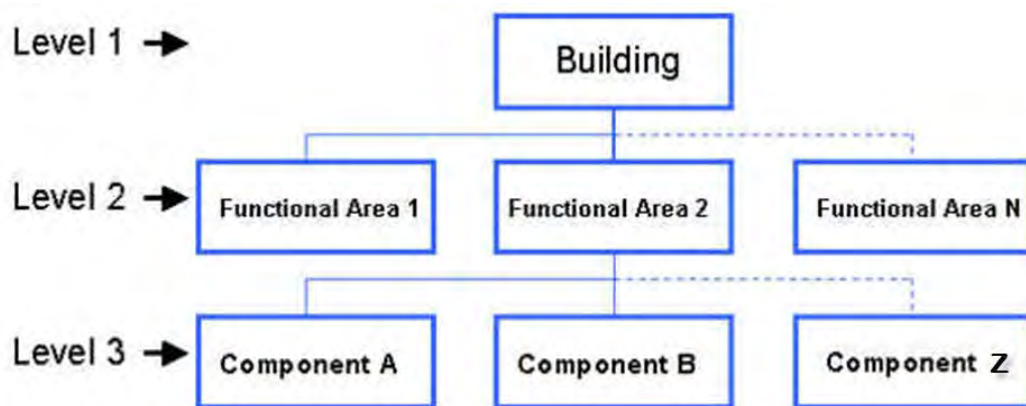 Level 1
Building
Level 2
Functional Area 1
Functional Area 2
Functional Area N
Level 3
Component A
Component B
Component Z